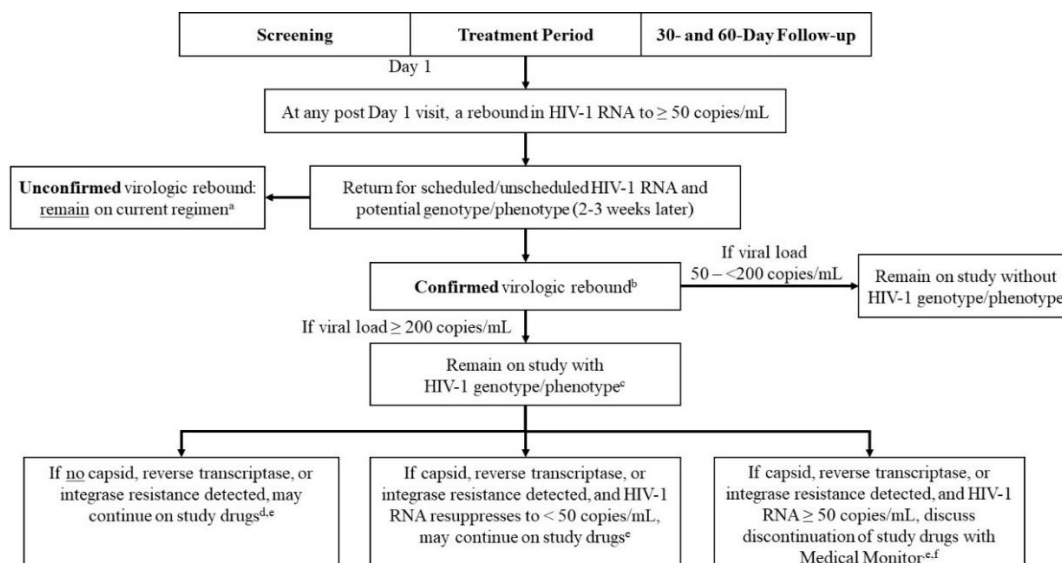 Screening
Treatment Period
30- and 60-Day Follow-up
Day 1
At any post Day 1 visit, a rebound in HIV-1 RNA to ≥ 50 copies/mL
Unconfirmed virologic rebound:
remain on current regimenᵃ
Return for scheduled/unscheduled HIV-1 RNA and
potential genotype/phenotype (2-3 weeks later)
Confirmed virologic reboundᵇ
If viral load
50 – <200 copies/mL
Remain on study without
HIV-1 genotype/phenotype
If viral load ≥ 200 copies/mL
Remain on study with
HIV-1 genotype/phenotypeᶜ
If no capsid, reverse transcriptase, or
integrase resistance detected, may
continue on study drugsᵈ,ᵉ
If capsid, reverse transcriptase, or
integrase resistance detected, and HIV-1
RNA resuppresses to < 50 copies/mL,
may continue on study drugsᵉ
If capsid, reverse transcriptase, or
integrase resistance detected, and HIV-1
RNA ≥ 50 copies/mL, discuss
discontinuation of study drugs with
Medical Monitorᵉ,ᶠ